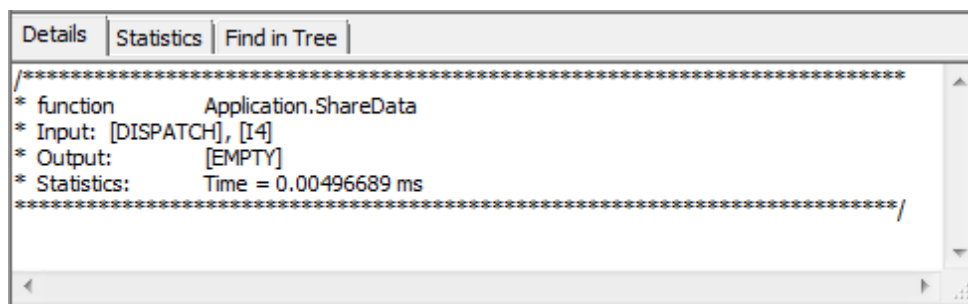 Details Statistics Find in Tree
/**************************************************************************
* function Application.ShareData
* Input: [DISPATCH], [I4]
* Output: [EMPTY]
* Statistics: Time = 0.00496689 ms
**************************************************************************/